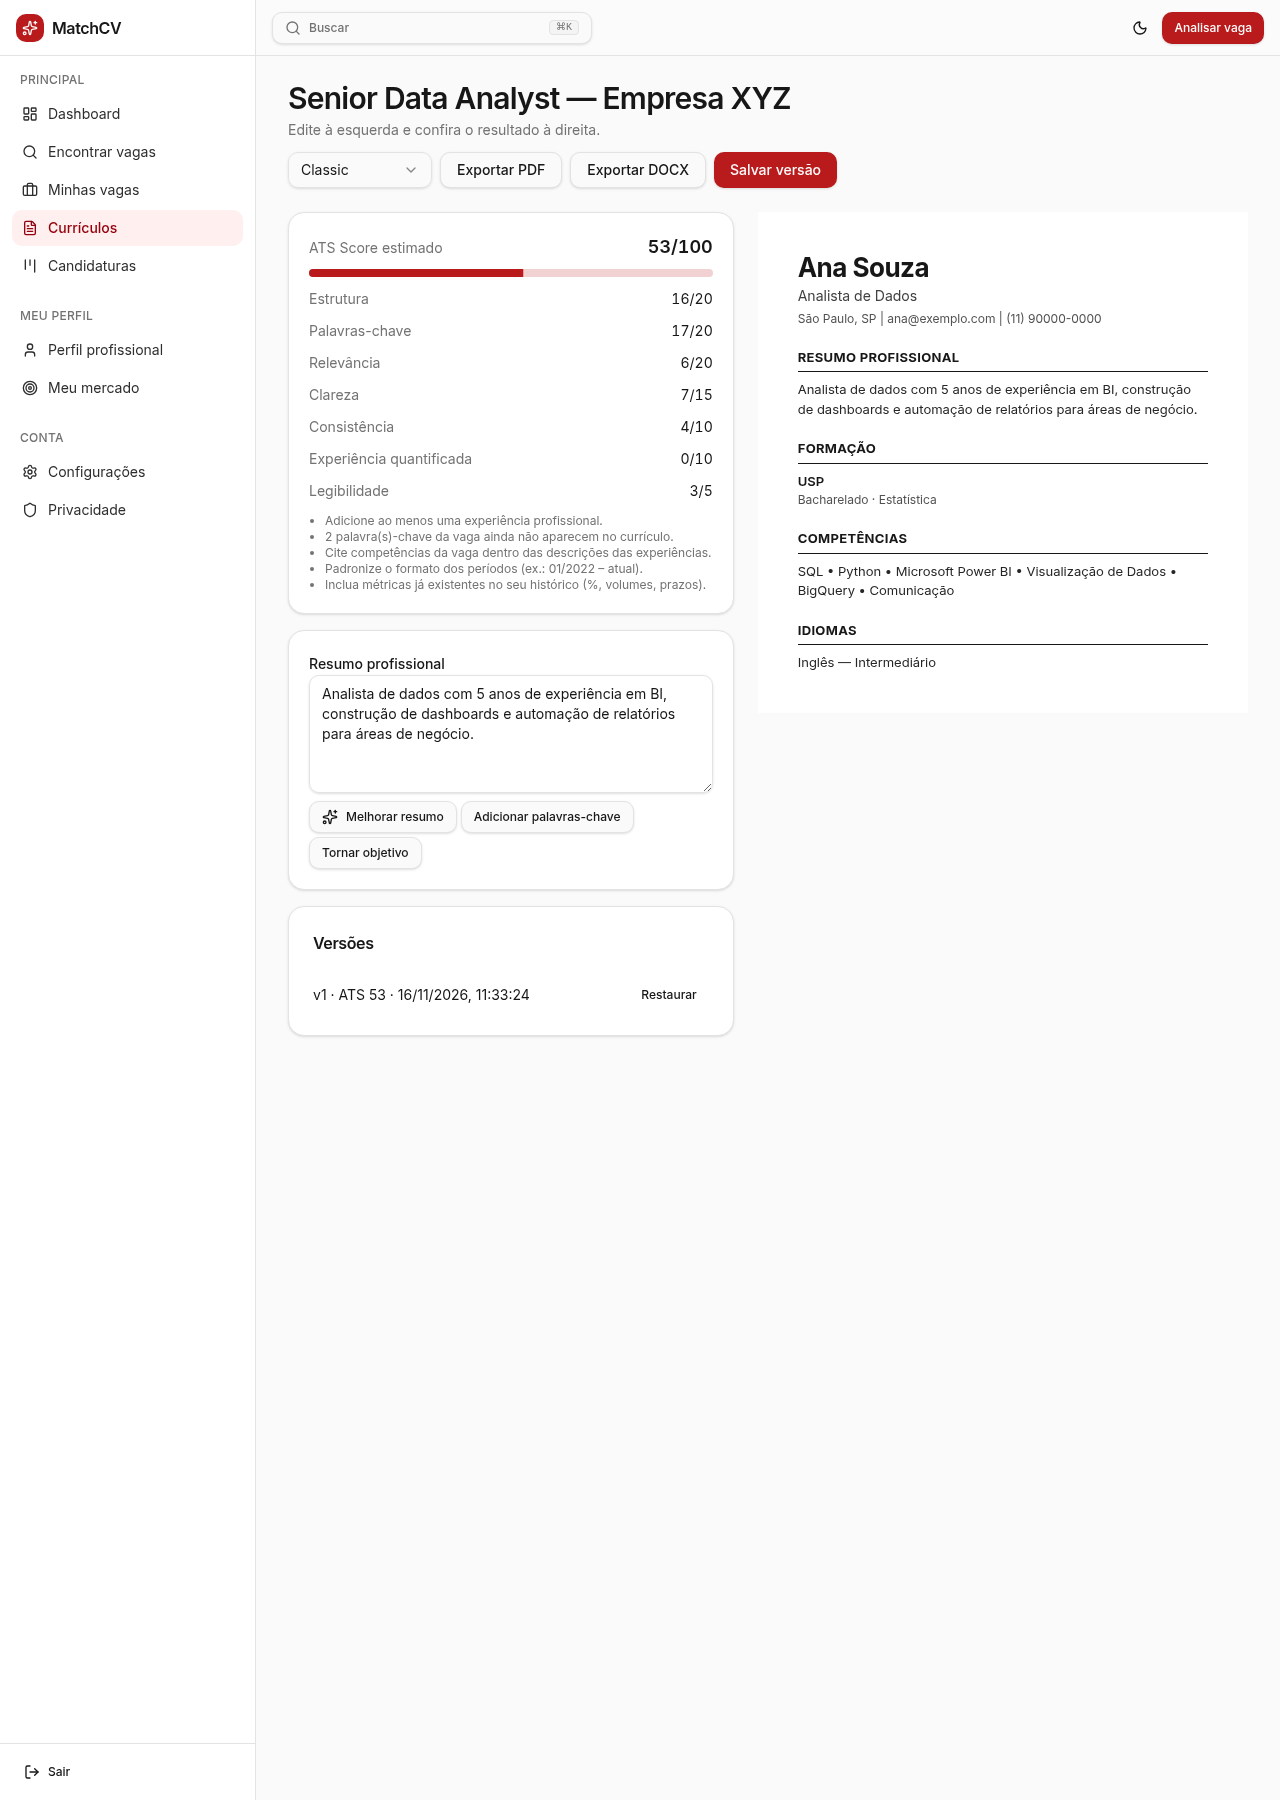 MatchCV
Buscar
⌘K
Analisar vaga
PRINCIPAL
Dashboard
Encontrar vagas
Minhas vagas
Currículos
Candidaturas
MEU PERFIL
Perfil profissional
Meu mercado
CONTA
Configurações
Privacidade
Sair
Senior Data Analyst — Empresa XYZ
Edite à esquerda e confira o resultado à direita.
Classic
Exportar PDF
Exportar DOCX
Salvar versão
ATS Score estimado 53/100
Estrutura 16/20
Palavras-chave 17/20
Relevância 6/20
Clareza 7/15
Consistência 4/10
Experiência quantificada 0/10
Legibilidade 3/5
• Adicione ao menos uma experiência profissional.
• 2 palavra(s)-chave da vaga ainda não aparecem no currículo.
• Cite competências da vaga dentro das descrições das experiências.
• Padronize o formato dos períodos (ex.: 01/2022 – atual).
• Inclua métricas já existentes no seu histórico (%, volumes, prazos).
Resumo profissional
Analista de dados com 5 anos de experiência em BI,
construção de dashboards e automação de relatórios
para áreas de negócio.
Melhorar resumo
Adicionar palavras-chave
Tornar objetivo
Versões
v1 · ATS 53 · 16/11/2026, 11:33:24
Restaurar
Ana Souza
Analista de Dados
São Paulo, SP | ana@exemplo.com | (11) 90000-0000
RESUMO PROFISSIONAL
Analista de dados com 5 anos de experiência em BI, construção
de dashboards e automação de relatórios para áreas de negócio.
FORMAÇÃO
USP
Bacharelado · Estatística
COMPETÊNCIAS
SQL • Python • Microsoft Power BI • Visualização de Dados •
BigQuery • Comunicação
IDIOMAS
Inglês — Intermediário